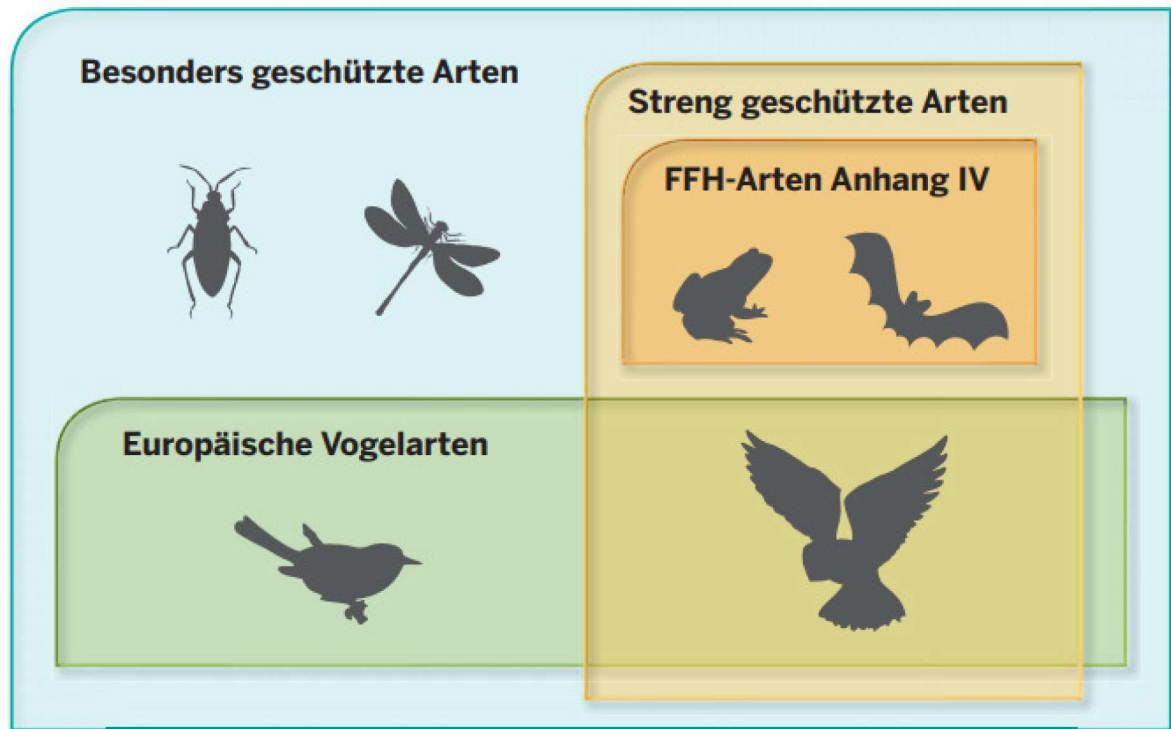 Besonders geschützte Arten
Streng geschützte Arten
FFH-Arten Anhang IV
Europäische Vogelarten